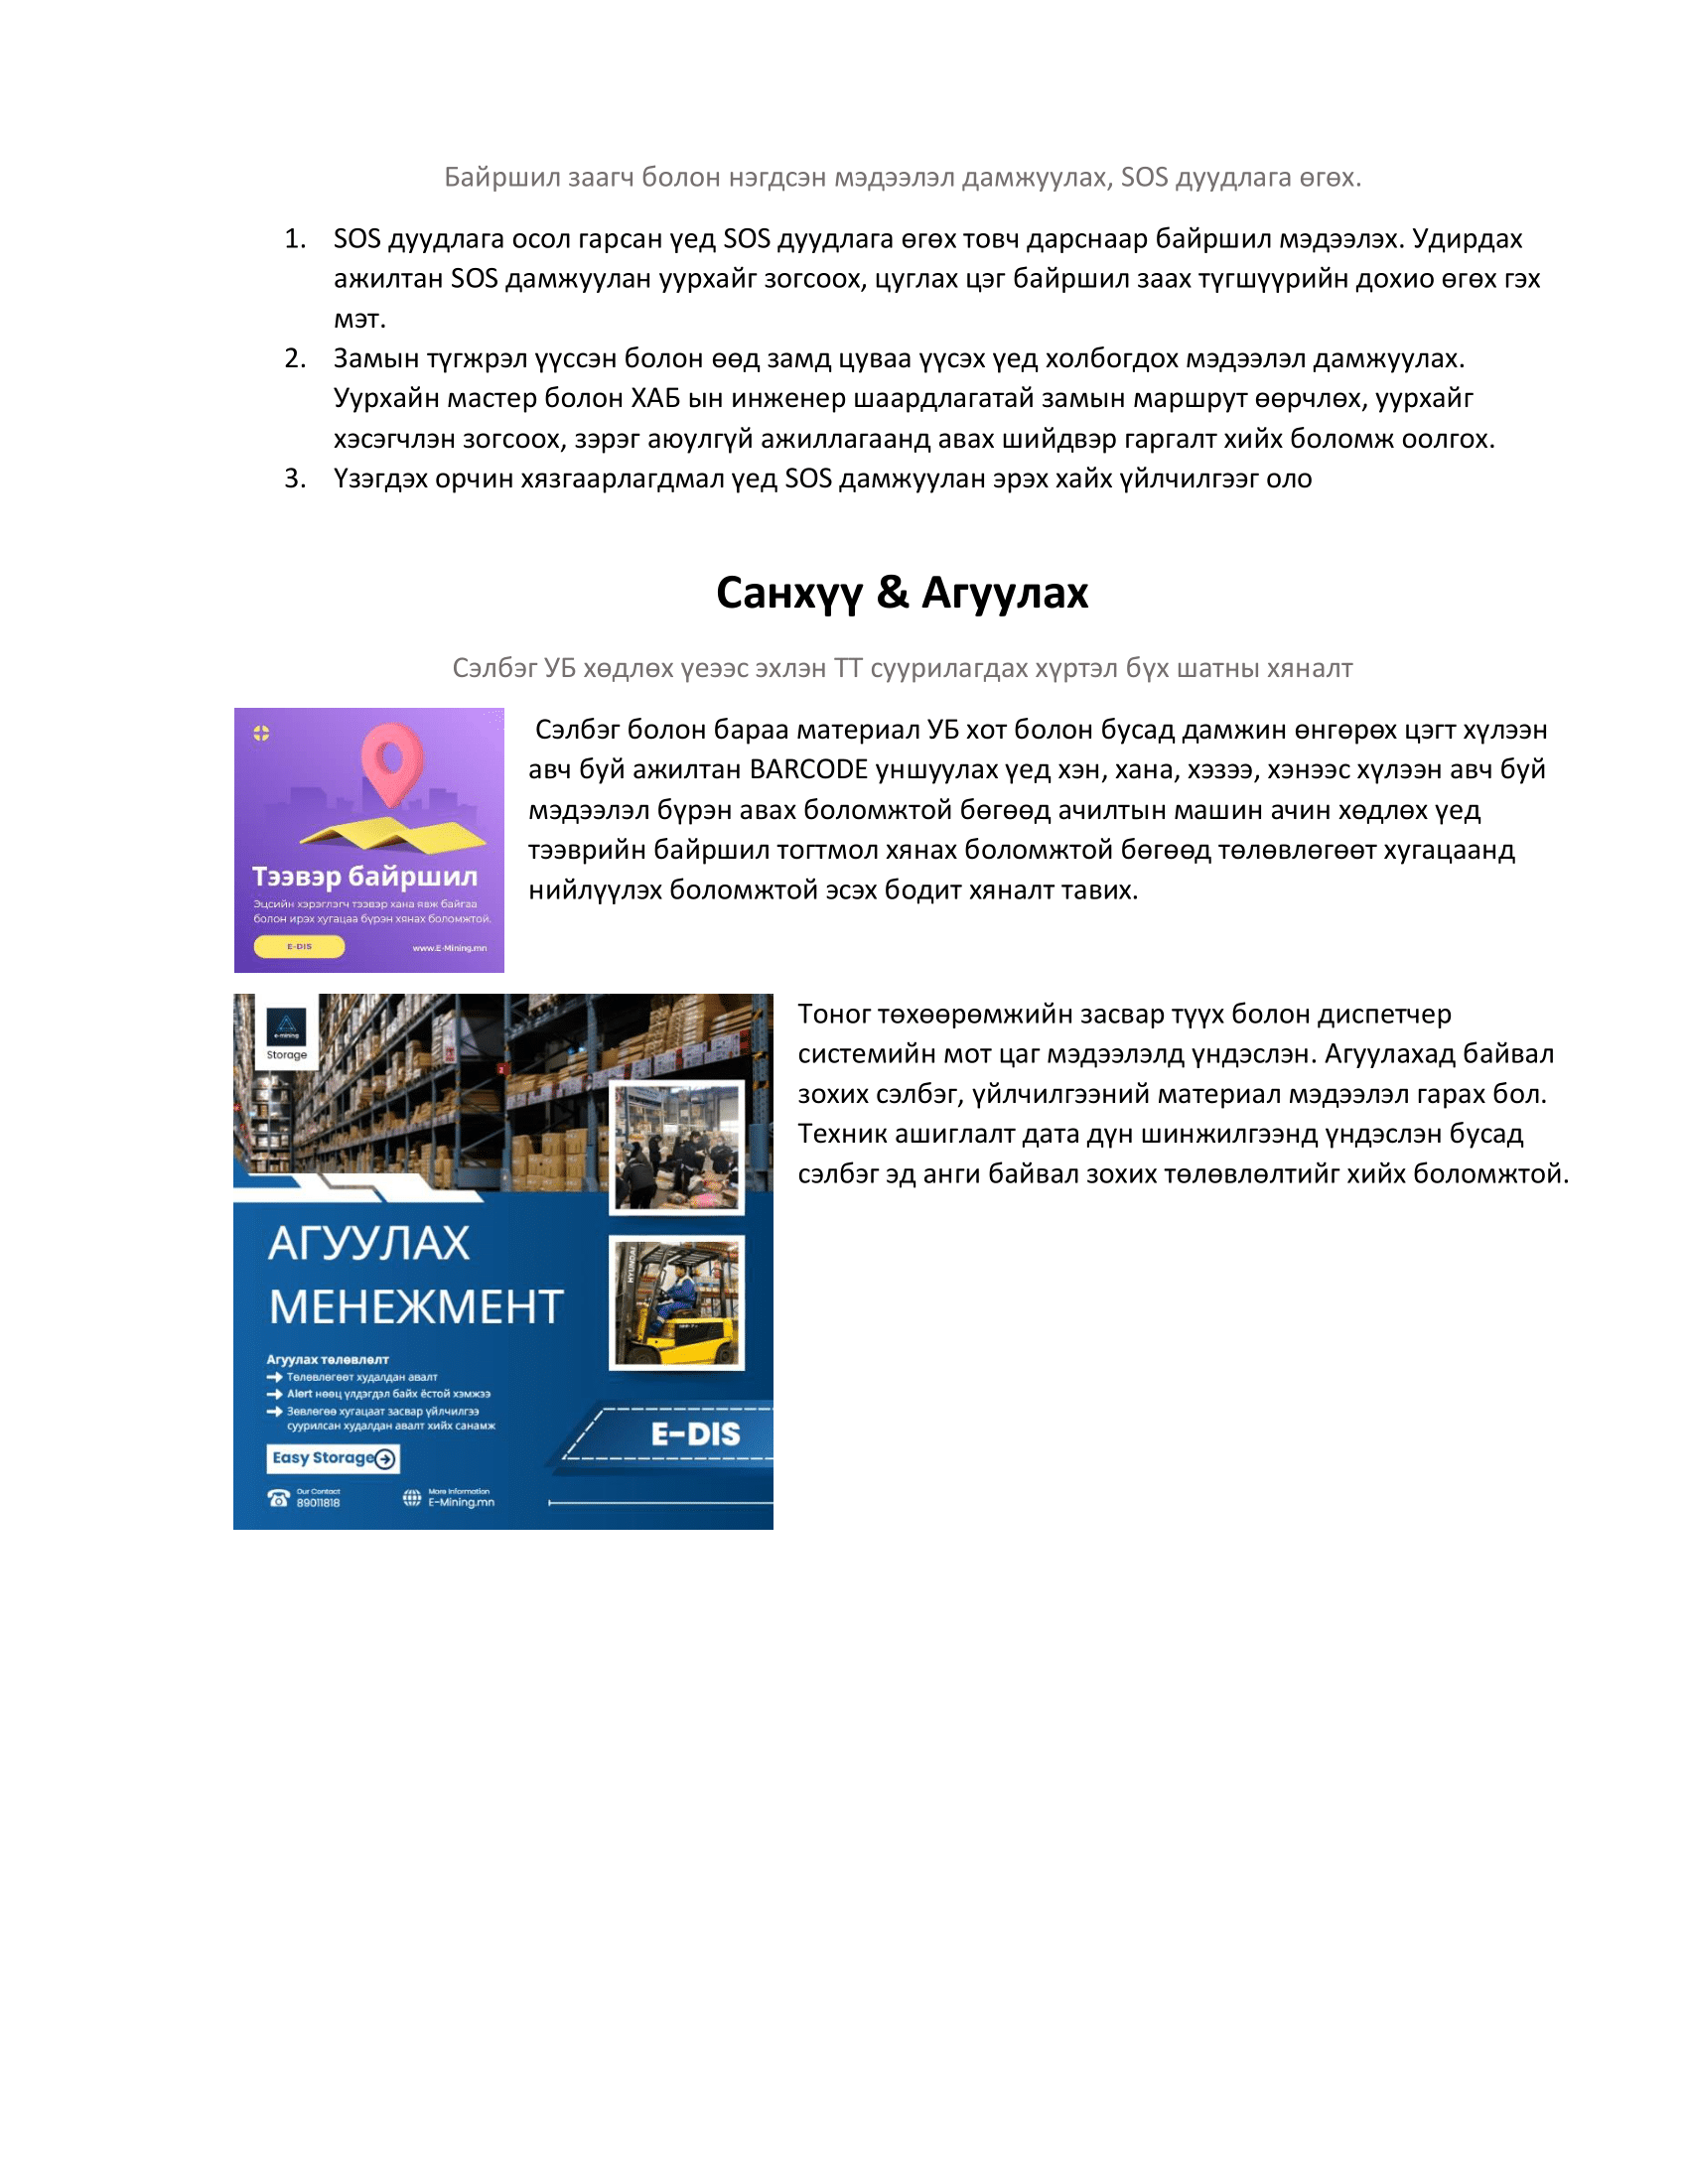 Байршил заагч болон нэгдсэн мэдээлэл дамжуулах, SOS дуудлага өгөх.
1. SOS дуудлага осол гарсан үед SOS дуудлага өгөх товч дарснаар байршил мэдээлэх. Удирдах
ажилтан SOS дамжуулан уурхайг зогсоох, цуглах цэг байршил заах түгшүүрийн дохио өгөх гэх
мэт.
2. Замын түгжрэл үүссэн болон өөд замд цуваа үүсэх үед холбогдох мэдээлэл дамжуулах.
Уурхайн мастер болон ХАБ ын инженер шаардлагатай замын маршрут өөрчлөх, уурхайг
хэсэгчлэн зогсоох, зэрэг аюулгүй ажиллагаанд авах шийдвэр гаргалт хийх боломж оолгох.
3. Үзэгдэх орчин хязгаарлагдмал үед SOS дамжуулан эрэх хайх үйлчилгээг оло
Санхүү & Агуулах
Сэлбэг УБ хөдлөх үеээс эхлэн ТТ суурилагдах хүртэл бүх шатны хяналт
Сэлбэг болон бараа материал УБ хот болон бусад дамжин өнгөрөх цэгт хүлээн
авч буй ажилтан BARCODE уншуулах үед хэн, хана, хэзээ, хэнээс хүлээн авч буй
мэдээлэл бүрэн авах боломжтой бөгөөд ачилтын машин ачин хөдлөх үед
тээврийн байршил тогтмол хянах боломжтой бөгөөд төлөвлөгөөт хугацаанд
нийлүүлэх боломжтой эсэх бодит хяналт тавих.
Тээвэр байршил
Эцсийн хэрэглэгч тээвэр хана явж байгаа
болон ирэх хугацаа бүрэн хянах боломжтой.
E-DIS
www.E-Mining.mn
Тоног төхөөрөмжийн засвар түүх болон диспетчер
системийн мот цаг мэдээлэлд үндэслэн. Агуулахад байвал
зохих сэлбэг, үйлчилгээний материал мэдээлэл гарах бол.
Техник ашиглалт дата дүн шинжилгээнд үндэслэн бусад
сэлбэг эд анги байвал зохих төлөвлөлтийг хийх боломжтой.
e-mining
Storage
HYUNDAI
АГУУЛАХ
МЕНЕЖМЕНТ
Агуулах төлөвлөлт
Төлөвлөгөөт худалдан авалт
Alert нөөц үлдэгдэл байх ёстой хэмжээ
Зөвлөгөө хугацаат засвар үйлчилгээ
суурилсан худалдан авалт хийх санамж
E-DIS
Easy Storage
Our Contact
89011818
More Information
E-Mining.mn